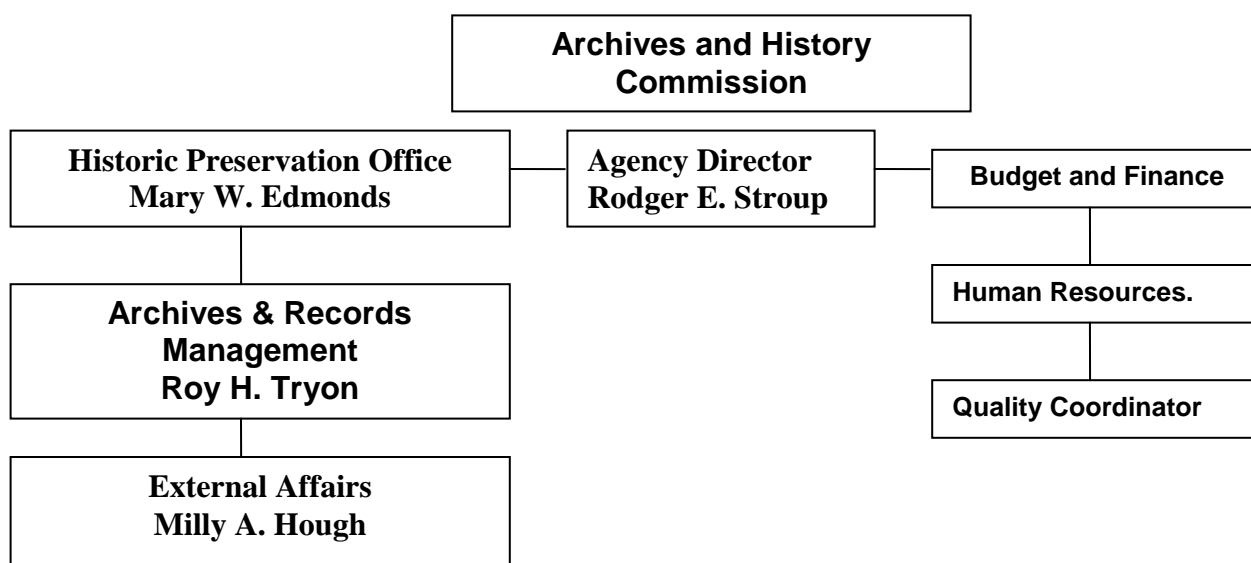 Archives and History
Commission
Historic Preservation Office
Mary W. Edmonds
Agency Director
Rodger E. Stroup
Budget and Finance
Archives & Records
Management
Roy H. Tryon
Human Resources.
Quality Coordinator
External Affairs
Milly A. Hough